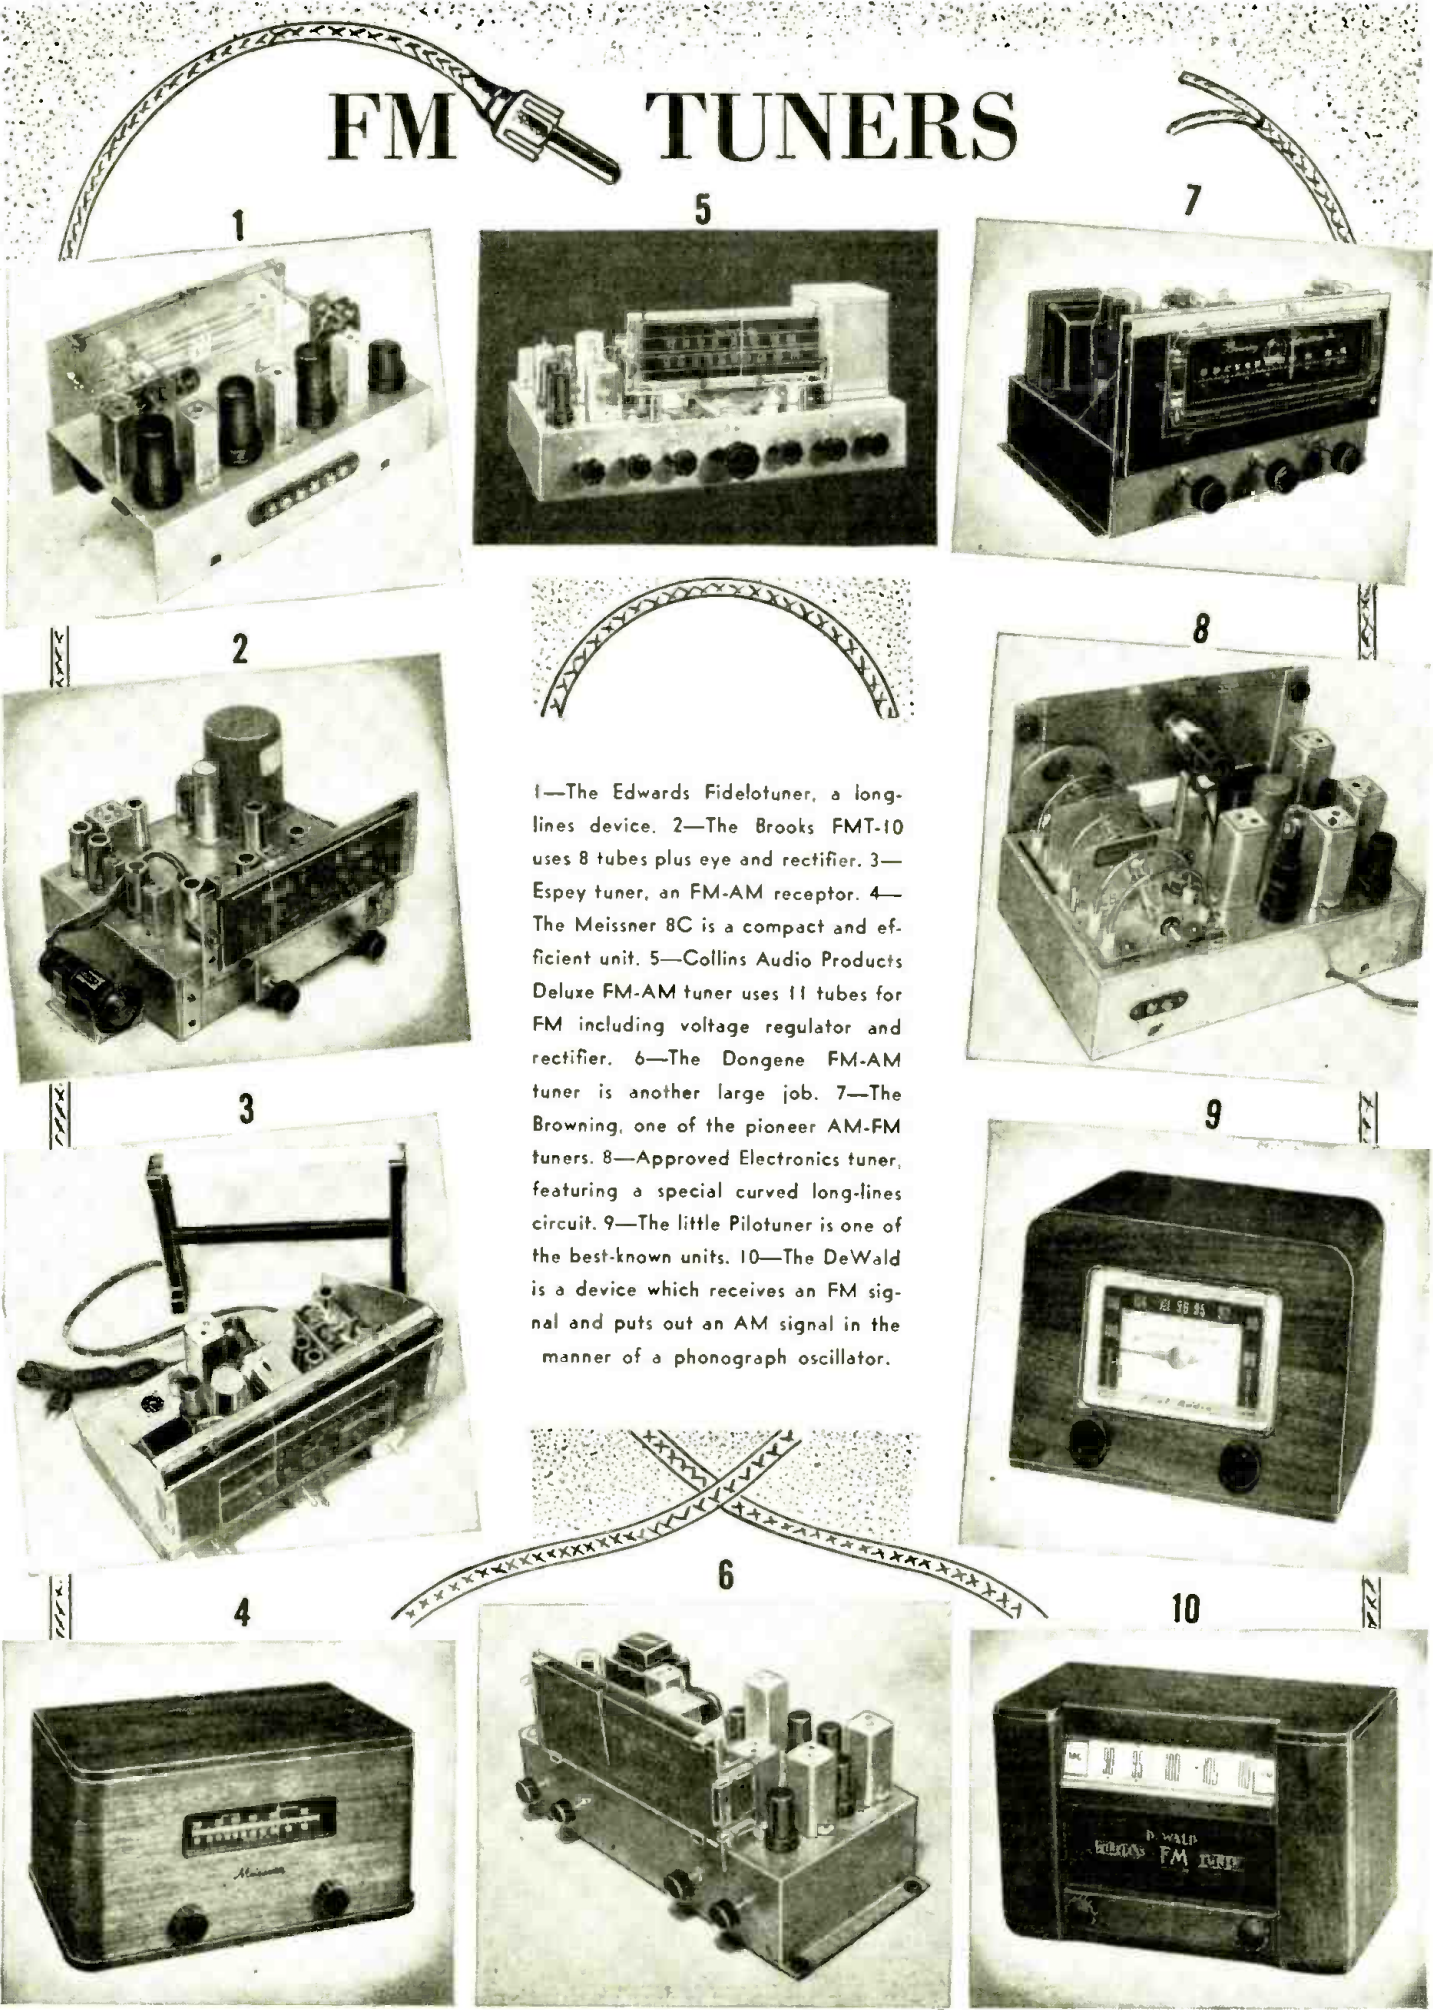 FM TUNERS
1
5
7
2
8
1—The Edwards Fidelotuner, a long-
lines device. 2—The Brooks FMT-10
uses 8 tubes plus eye and rectifier. 3—
Espey tuner, an FM-AM receptor. 4—
The Meissner 8C is a compact and ef-
ficient unit. 5—Collins Audio Products
Deluxe FM-AM tuner uses 11 tubes for
FM including voltage regulator and
rectifier. 6—The Dongene FM-AM
tuner is another large job. 7—The
Browning, one of the pioneer AM-FM
tuners. 8—Approved Electronics tuner,
featuring a special curved long-lines
circuit. 9—The little Pilotuner is one of
the best-known units. 10—The DeWald
is a device which receives an FM sig-
nal and puts out an AM signal in the
manner of a phonograph oscillator.
3
9
98 95
Radio
4
6
10
Meissner
FM